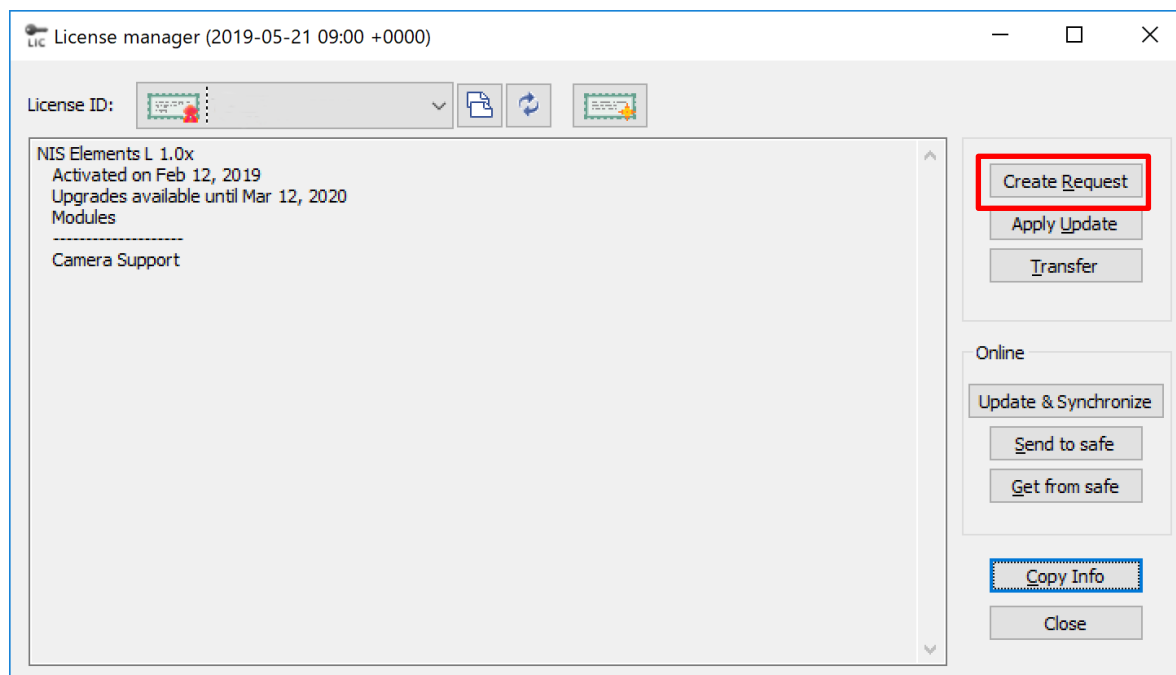 LIC License manager (2019-05-21 09:00 +0000)
License ID:
NIS Elements L 1.0x
Activated on Feb 12, 2019
Upgrades available until Mar 12, 2020
Modules
--------------------
Camera Support
Create Request
Apply Update
Transfer
Online
Update & Synchronize
Send to safe
Get from safe
Copy Info
Close